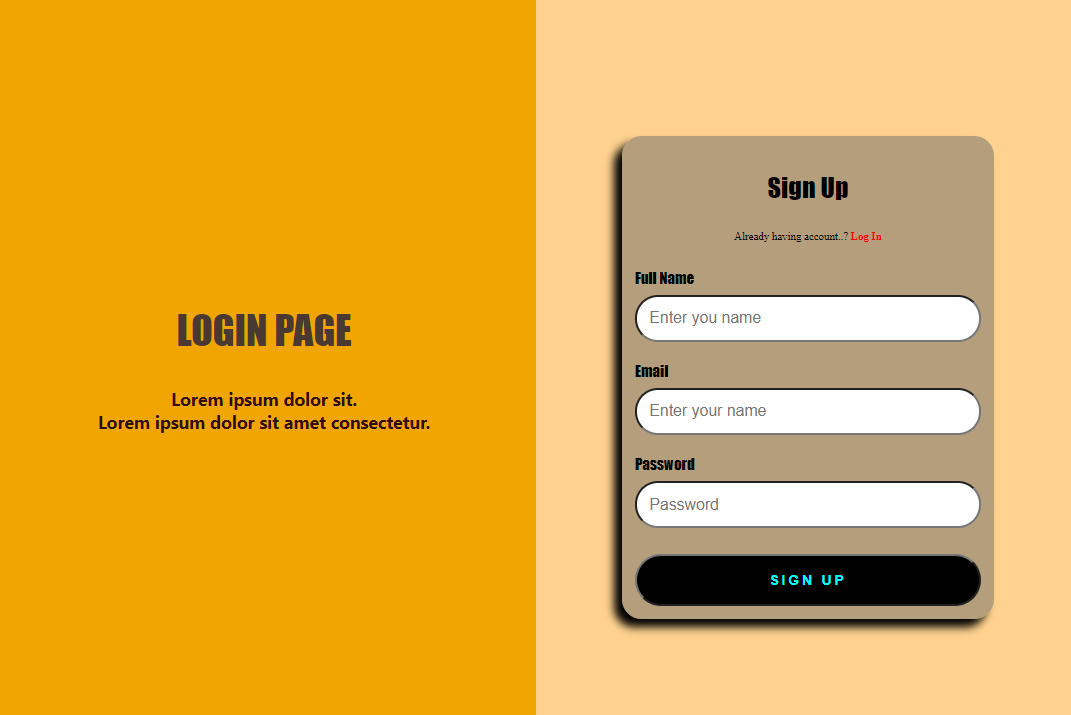 LOGIN PAGE
Lorem ipsum dolor sit.
Lorem ipsum dolor sit amet consectetur.
Sign Up
Already having account..? Log In
Full Name
Enter you name
Email
Enter your name
Password
Password
SIGN UP